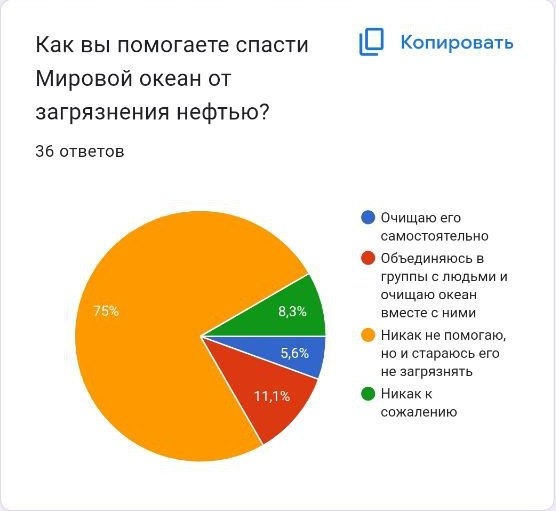 Как вы помогаете спасти
Мировой океан от
загрязнения нефтью?
Копировать
36 ответов
75%
8,3%
5,6%
11,1%
Очищаю его
самостоятельно
Объединяюсь в
группы с людьми и
очищаю океан
вместе с ними
Никак не помогаю,
но и стараюсь его
не загрязнять
Никак к
сожалению